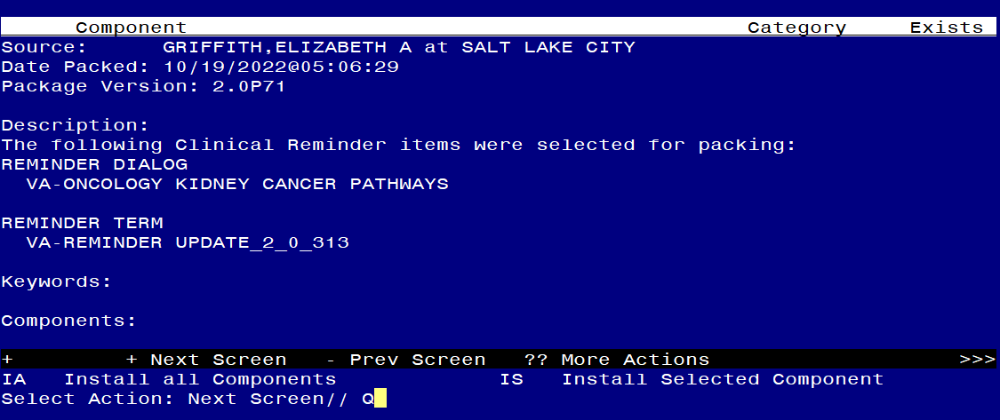 Component Category Exists
Source: GRIFFITH,ELIZABETH A at SALT LAKE CITY
Date Packed: 10/19/2022@05:06:29
Package Version: 2.0P71
Description:
The following Clinical Reminder items were selected for packing:
REMINDER DIALOG
VA-ONCOLOGY KIDNEY CANCER PATHWAYS
REMINDER TERM
VA-REMINDER UPDATE_2_0_313
Keywords:
Components:
+ + Next Screen - Prev Screen ?? More Actions >>>
IA Install all Components IS Install Selected Component
Select Action: Next Screen// Q